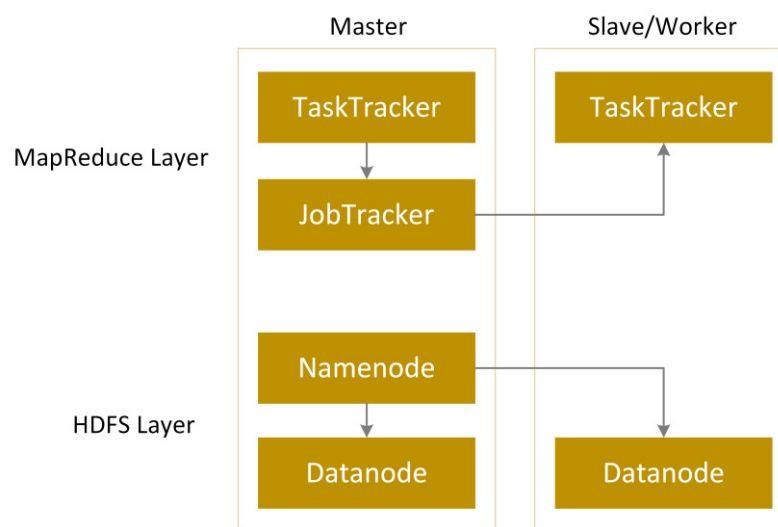 Master
Slave/Worker
MapReduce Layer
TaskTracker
TaskTracker
JobTracker
HDFS Layer
Namenode
Datanode
Datanode